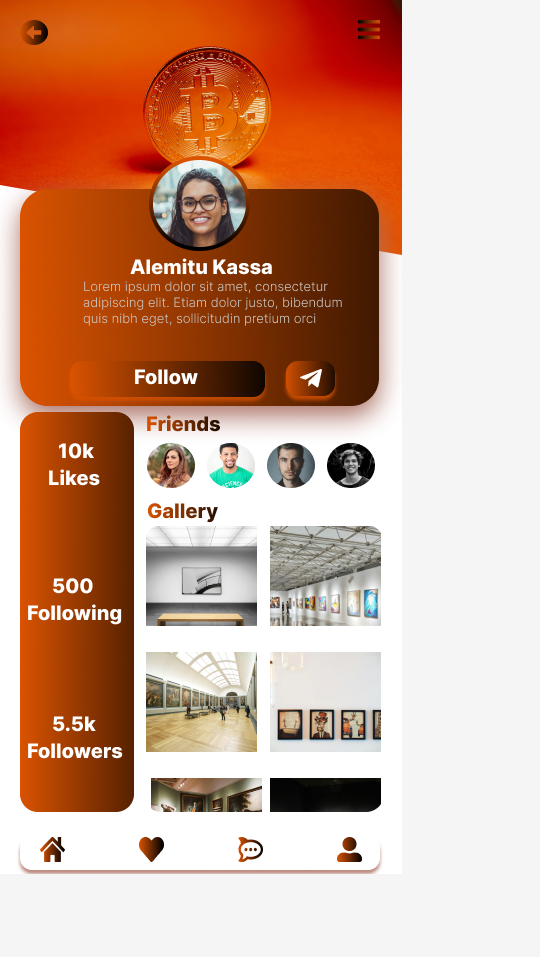 Alemitu Kassa
Lorem ipsum dolor sit amet, consectetur
adipiscing elit. Etiam dolor justo, bibendum
quis nibh eget, sollicitudin pretium orci
Follow
10k
Likes
500
Following
5.5k
Followers
Friends
Gallery